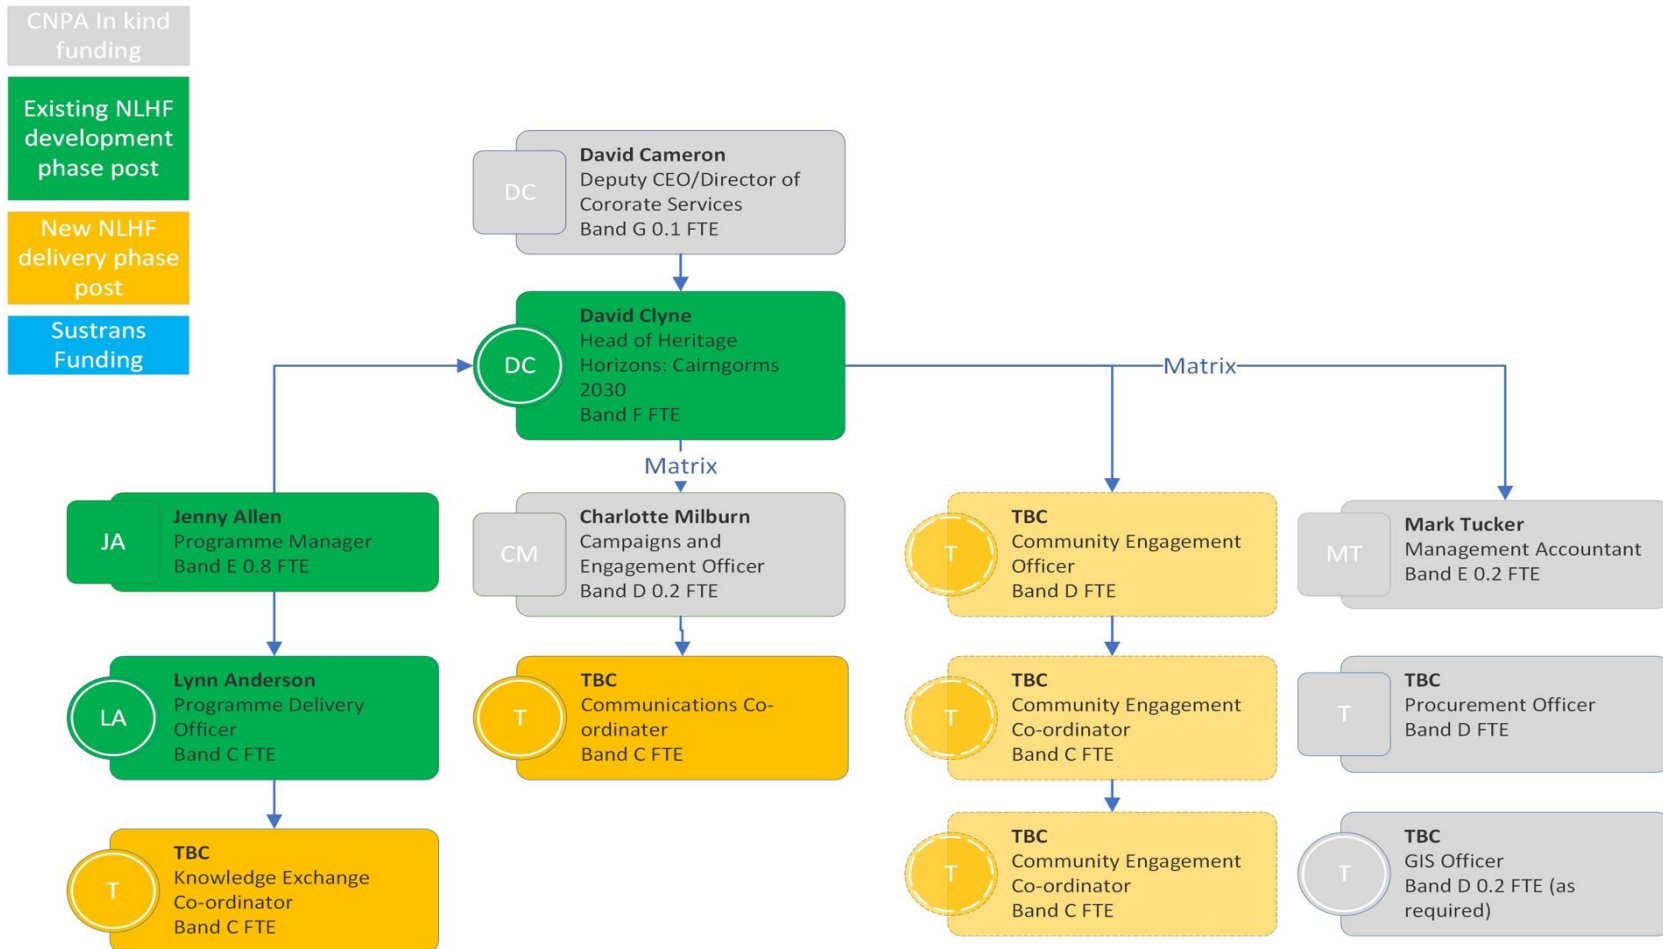 CNPA In kind
funding
Existing NLHF
development
phase post
New NLHF
delivery phase
post
Sustrans
Funding
DC
David Cameron
Deputy CEO/Director of
Cororate Services
Band G 0.1 FTE
DC
David Clyne
Head of Heritage
Horizons: Cairngorms
2030
Band F FTE
Matrix
Matrix
JA
Jenny Allen
Programme Manager
Band E 0.8 FTE
CM
Charlotte Milburn
Campaigns and
Engagement Officer
Band D 0.2 FTE
T
TBC
Community Engagement
Officer
Band D FTE
MT
Mark Tucker
Management Accountant
Band E 0.2 FTE
LA
Lynn Anderson
Programme Delivery
Officer
Band C FTE
T
TBC
Communications Co-
ordinater
Band C FTE
T
TBC
Community Engagement
Co-ordinator
Band C FTE
T
TBC
Procurement Officer
Band D FTE
T
TBC
Knowledge Exchange
Co-ordinator
Band C FTE
T
TBC
Community Engagement
Co-ordinator
Band C FTE
T
TBC
GIS Officer
Band D 0.2 FTE (as
required)